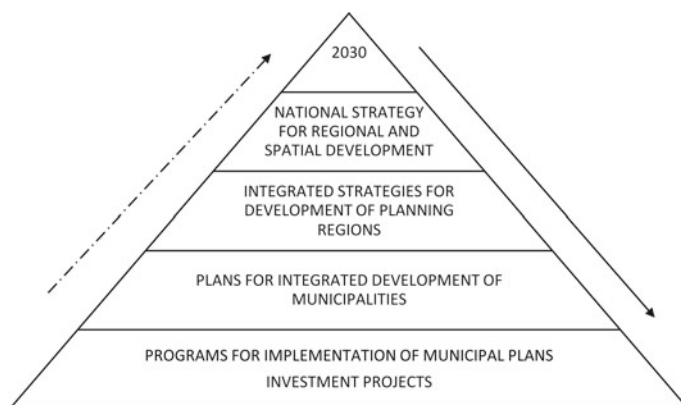 2030
NATIONAL STRATEGY
FOR REGIONAL AND
SPATIAL DEVELOPMENT
INTEGRATED STRATEGIES FOR
DEVELOPMENT OF PLANNING
REGIONS
PLANS FOR INTEGRATED DEVELOPMENT OF
MUNICIPALITIES
PROGRAMS FOR IMPLEMENTATION OF MUNICIPAL PLANS
INVESTMENT PROJECTS